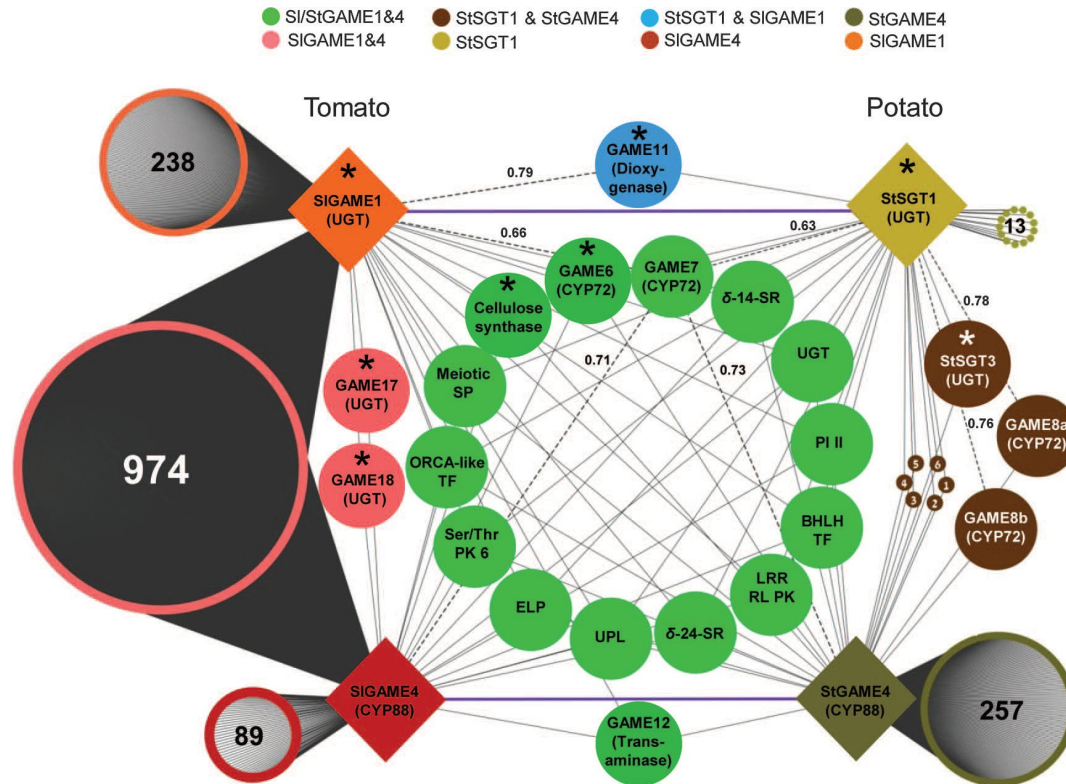 Sl/StGAME1&4
StSGT1 & StGAME4
StSGT1 & SlGAME1
StGAME4
SlGAME1&4
StSGT1
SlGAME4
SlGAME1
Tomato
Potato
238
*
SlGAME1
(UGT)
0.79
*
GAME11
(Dioxy-
genase)
*
StSGT1
(UGT)
13
0.66
0.63
*
GAME6
(CYP72)
GAME7
(CYP72)
δ-14-SR
*
Cellulose
synthase
0.78
0.71
0.73
UGT
*
StSGT3
(UGT)
*
GAME17
(UGT)
Meiotic
SP
0.76
GAME8a
(CYP72)
974
*
GAME18
(UGT)
ORCA-like
TF
PI II
5
6
4
1
3
2
GAME8b
(CYP72)
Ser/Thr
PK 6
BHLH
TF
ELP
LRR
RL PK
UPL
δ-24-SR
SlGAME4
(CYP88)
StGAME4
(CYP88)
89
GAME12
(Trans-
aminase)
257